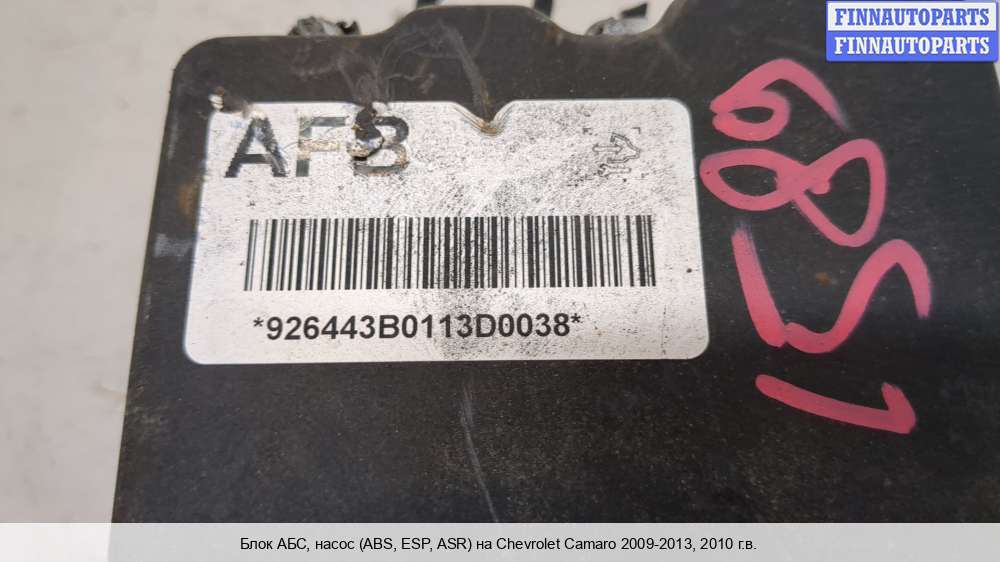 FINNAUTOPARTS
FINNAUTOPARTS
AFB
*926443B0113D0038*
Блок АБС, насос (ABS, ESP, ASR) на Chevrolet Camaro 2009-2013, 2010 г.в.